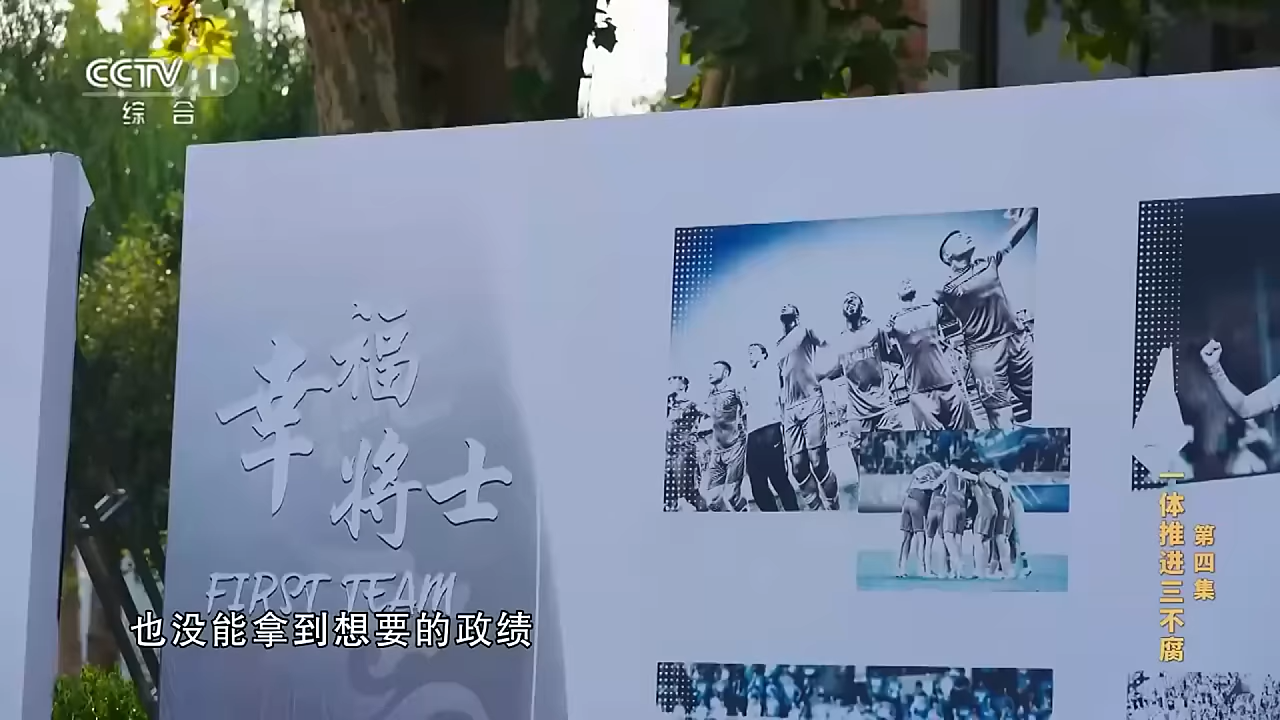 CCTV 1
综合
幸福
将士
FIRST TEAM
28
也没能拿到想要的政绩
第四集
一体推进三不腐